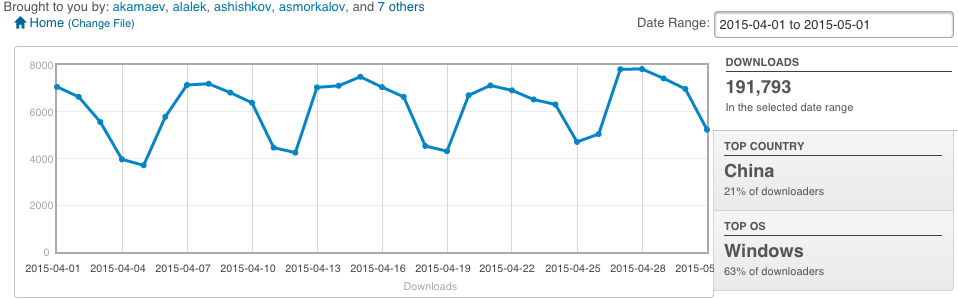 Brought to you by: akamaev, alalek, ashishkov, asmorkalov, and 7 others
Home (Change File)
Date Range: 2015-04-01 to 2015-05-01
8000
6000
4000
2000
0
2015-04-01 2015-04-04 2015-04-07 2015-04-10 2015-04-13 2015-04-16 2015-04-19 2015-04-22 2015-04-25 2015-04-28 2015-05
Downloads
DOWNLOADS
191,793
In the selected date range
TOP COUNTRY
China
21% of downloaders
TOP OS
Windows
63% of downloaders